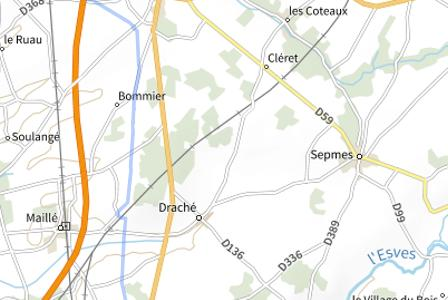 D368
les Coteaux
le Ruau
Cléret
Bommier
D59
Soulangé
Sepmes
Draché
Maillé
D99
D389
D136
D336
l'Esves
le Village du Bois